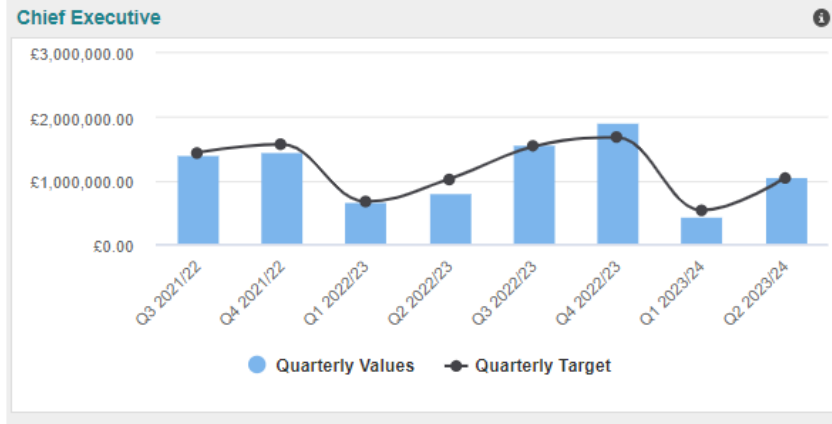 Chief Executive
£3,000,000.00
£2,000,000.00
£1,000,000.00
£0.00
Q3 2021/22
Q4 2021/22
Q1 2022/23
Q2 2022/23
Q3 2022/23
Q4 2022/23
Q1 2023/24
Q2 2023/24
Quarterly Values
Quarterly Target